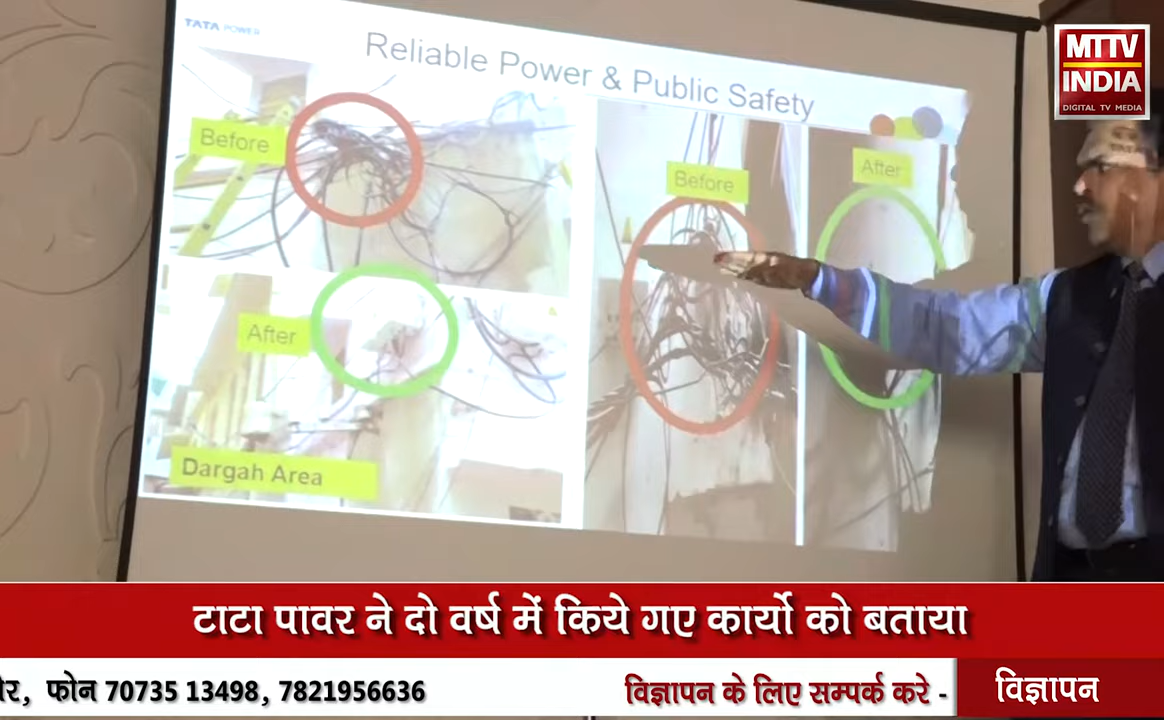 TATA POWER
Reliable Power & Public Safety
MTTV
INDIA
DIGITAL TV MEDIA
Before
Before
After
After
Dargah Area
टाटा पावर ने दो वर्ष में किये गए कार्यो को बताया
फोन 70735 13498, 7821956636
विज्ञापन के लिए सम्पर्क करे -
विज्ञापन